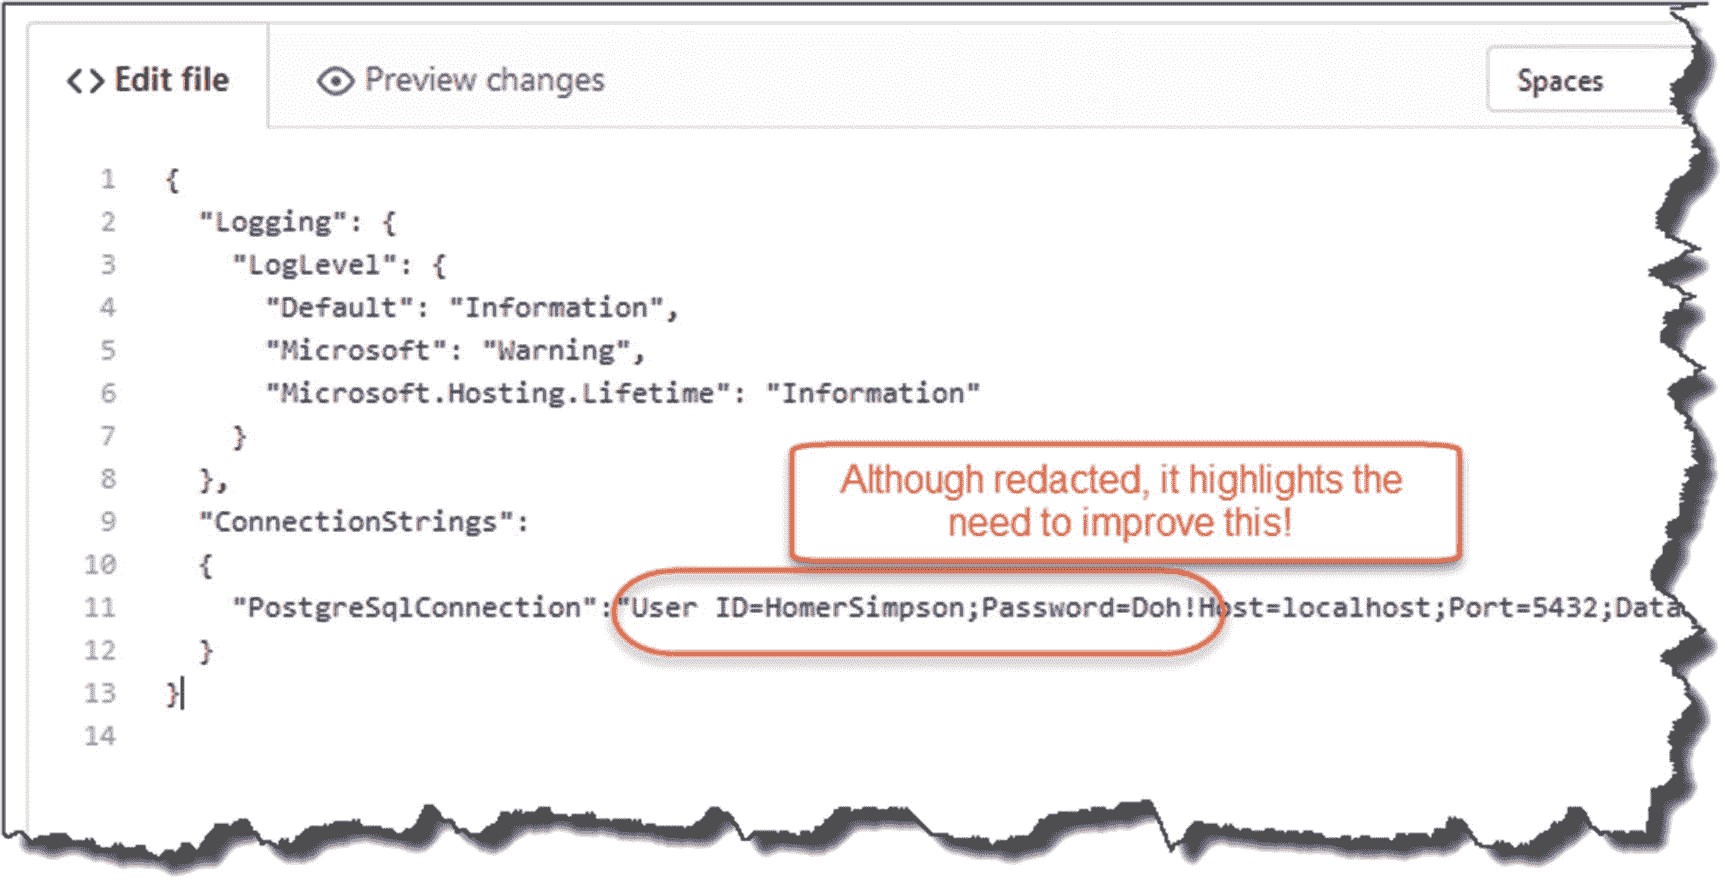 <> Edit file
Preview changes
Spaces
1 {
2 "Logging": {
3 "LogLevel": {
4 "Default": "Information",
5 "Microsoft": "Warning",
6 "Microsoft.Hosting.Lifetime": "Information"
7 }
8 },
Although redacted, it highlights the
need to improve this!
9 "ConnectionStrings":
10 {
11 "PostgreSqlConnection":"User ID=HomerSimpson;Password=Doh!Host=localhost;Port=5432;Data
12 }
13 }
14